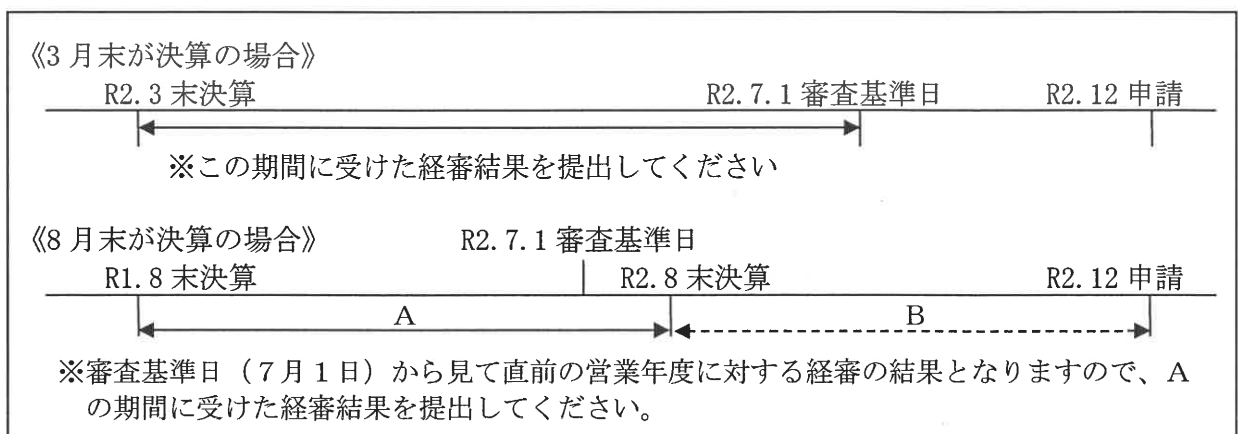 《3月末が決算の場合》
R2.3末決算 R2.7.1審査基準日 R2.12申請
※この期間に受けた経審結果を提出してください
《8月末が決算の場合》 R2.7.1審査基準日
R1.8末決算 R2.8末決算 R2.12申請
A B
※審査基準日（７月１日）から見て直前の営業年度に対する経審の結果となりますので、A
の期間に受けた経審結果を提出してください。